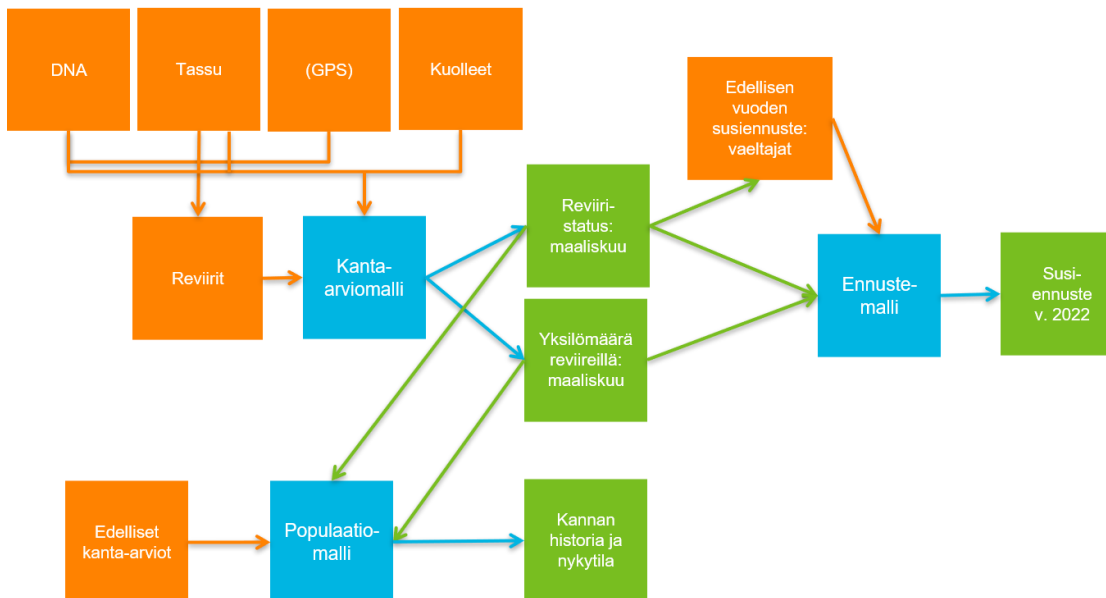 DNA
Tassu
(GPS)
Kuolleet
Edellisen
vuoden
susiennuste:
vaeltajat
Reviirit
Kanta-
arviomalli
Reviiri-
status:
maaliskuu
Ennuste-
malli
Susi-
ennuste
v. 2022
Yksilömäärä
reviireillä:
maaliskuu
Edelliset
kanta-arviot
Populaatio-
malli
Kannan
historia ja
nykytila